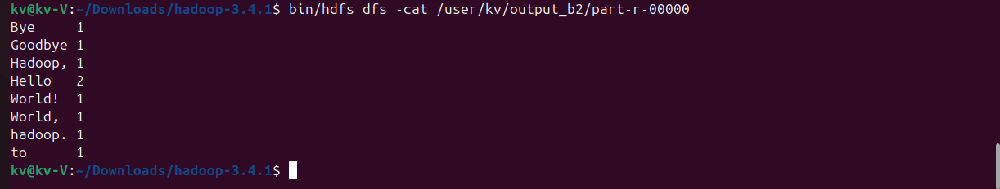 kv@kv-V:~/Downloads/hadoop-3.4.1$ bin/hdfs dfs -cat /user/kv/output_b2/part-r-00000
Bye     1
Goodbye 1
Hadoop, 1
Hello   2
World!  1
World,  1
hadoop. 1
to      1
kv@kv-V:~/Downloads/hadoop-3.4.1$